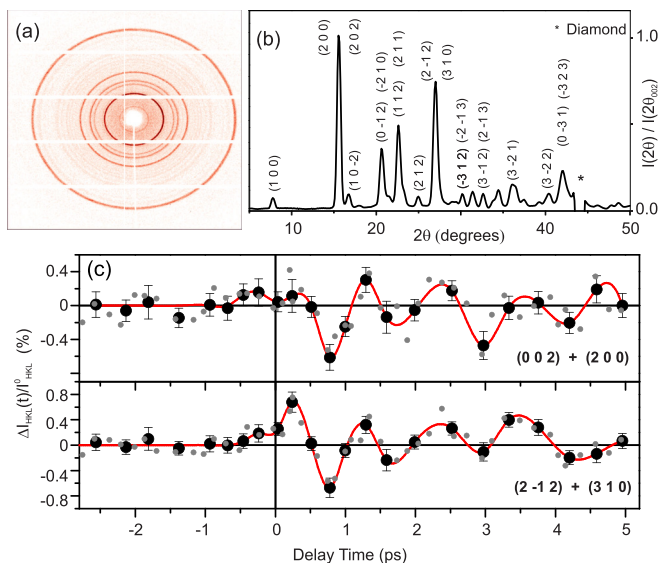 (a)
(b)
* Diamond
(2 0 0)
(2 0 2)
(0 -1 2)
(-2 1 0)
(1 1 2)
(2 1 1)
(2 -1 2)
(3 1 0)
(1 0 0)
(1 0 -2)
(2 1 2)
(-3 1 2)
(-2 -1 3)
(3 -1 2)
(2 -1 3)
(3 -2 1)
(3 -2 2)
(0 -3 1)
(-3 2 3)
*
1.0
0.0
I(2θ) / I(2θ002)
10 20 30 40 50
2θ (degrees)
(c)
0.4
0
-0.4
(0 0 2) + (2 0 0)
0.8
0.4
0
-0.4
-0.8
(2 -1 2) + (3 1 0)
ΔIHKL(t)/I0HKL (%)
-2 -1 0 1 2 3 4 5
Delay Time (ps)